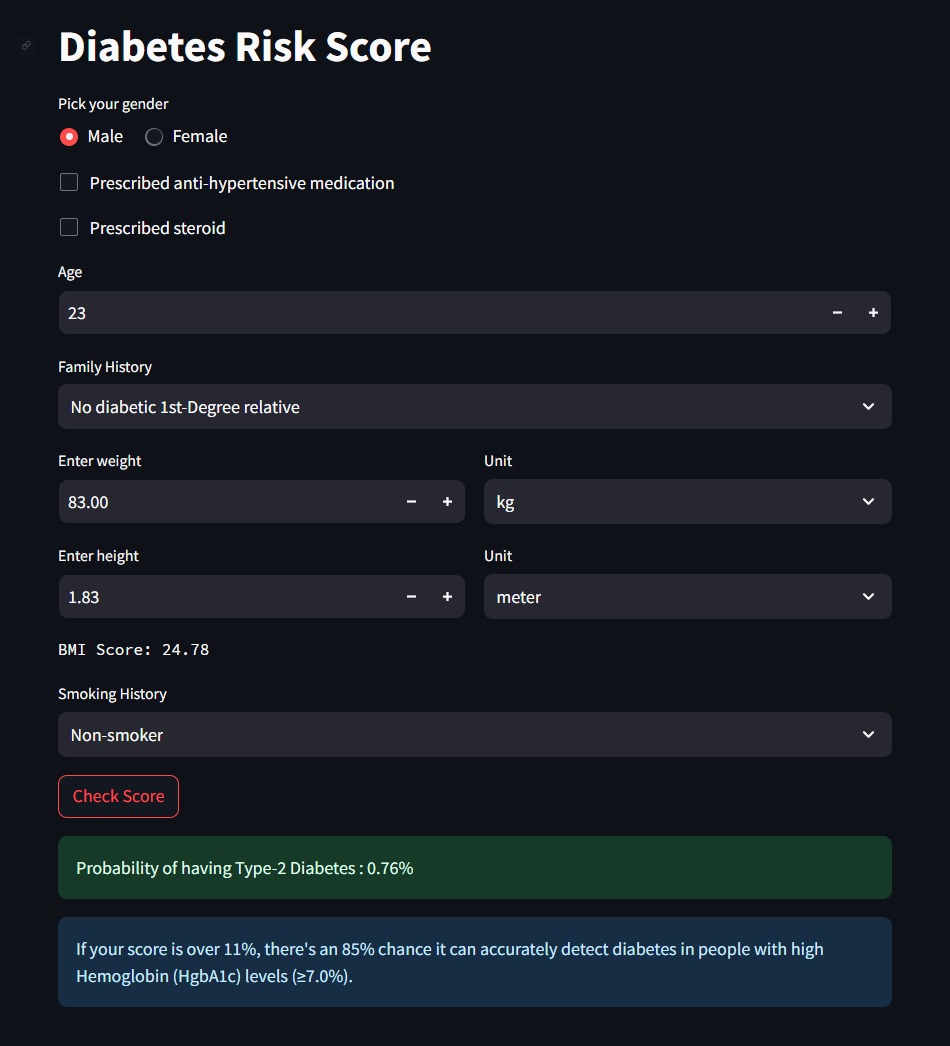 Diabetes Risk Score
Pick your gender
Male Female
Prescribed anti-hypertensive medication
Prescribed steroid
Age
23
Family History
No diabetic 1st-Degree relative
Enter weight Unit
83.00 kg
Enter height Unit
1.83 meter
BMI Score: 24.78
Smoking History
Non-smoker
Check Score
Probability of having Type-2 Diabetes : 0.76%
If your score is over 11%, there's an 85% chance it can accurately detect diabetes in people with high
Hemoglobin (HgbA1c) levels (≥7.0%).